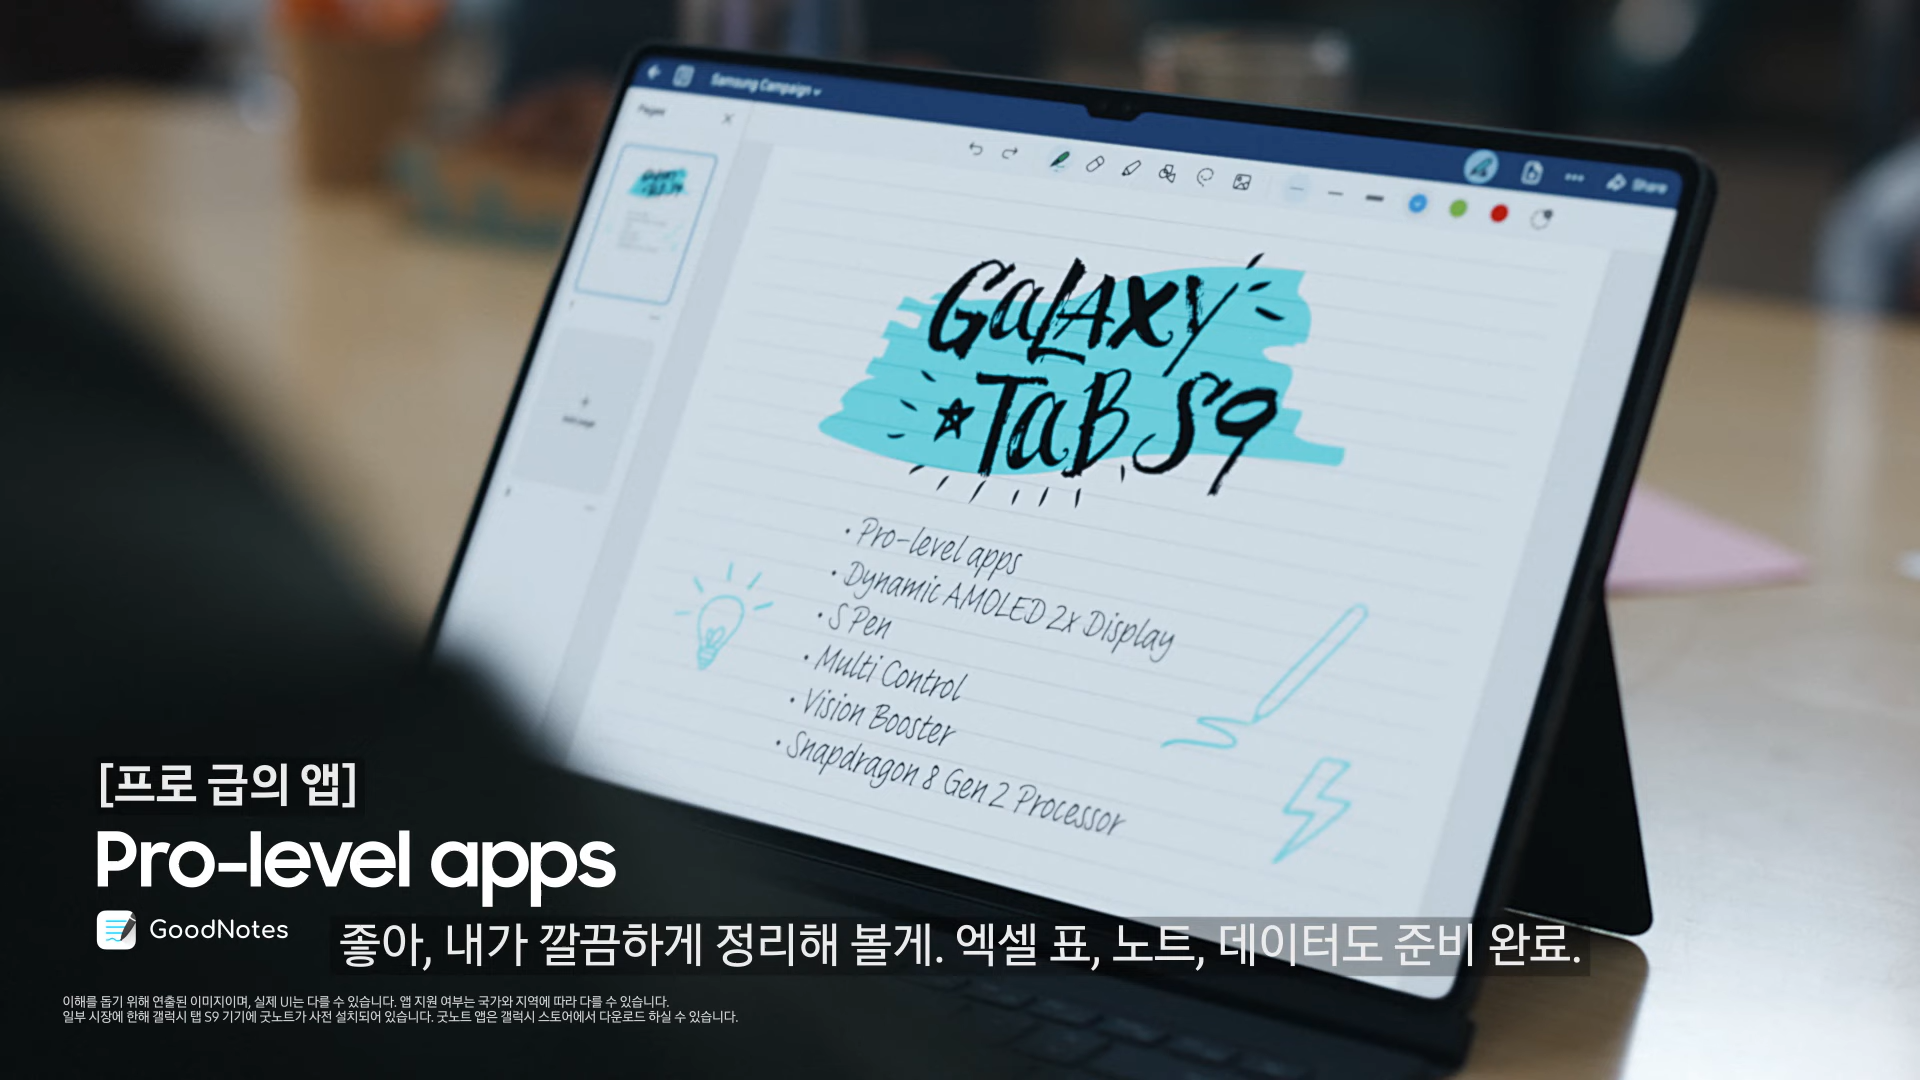 Samsung Campaign
Pages
Share
GALAXY
TAB S9
GALAXY
TAB S9
Add page
• Pro-level apps
• Dynamic AMOLED 2x Display
• S Pen
• Multi Control
• Vision Booster
• Snapdragon 8 Gen 2 Processor
[프로 급의 앱]
Pro-level apps
GoodNotes
좋아, 내가 깔끔하게 정리해 볼게. 엑셀 표, 노트, 데이터도 준비 완료.
이해를 돕기 위해 연출된 이미지이며, 실제 UI는 다를 수 있습니다. 앱 지원 여부는 국가와 지역에 따라 다를 수 있습니다.
일부 시장에 한해 갤럭시 탭 S9 기기에 굿노트가 사전 설치되어 있습니다. 굿노트 앱은 갤럭시 스토어에서 다운로드 하실 수 있습니다.